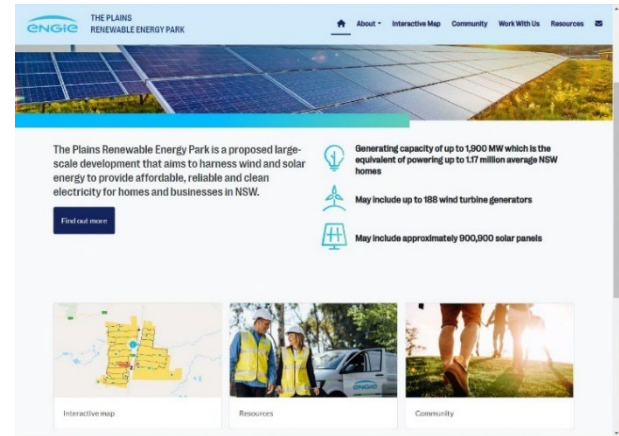 ENGIE
THE PLAINS
RENEWABLE ENERGY PARK
About
Interactive Map
Community
Work With Us
Resources
The Plains Renewable Energy Park is a proposed large-
scale development that aims to harness wind and solar
energy to provide affordable, reliable and clean
electricity for homes and businesses in NSW.
Find out more
Generating capacity of up to 1,900 MW which is the
equivalent of powering up to 1.17 million average NSW
homes
May include up to 188 wind turbine generators
May include approximately 900,900 solar panels
ENGIE
Interactive map
Resources
Community